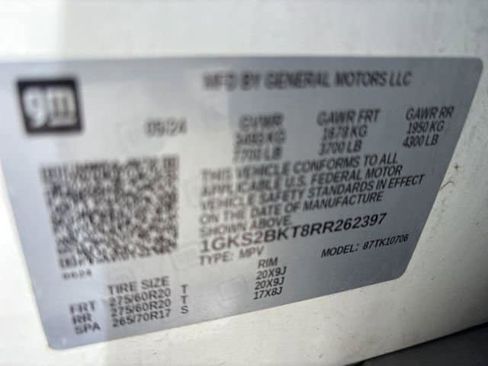 gm
MFD BY GENERAL MOTORS LLC
05/24 GVWR GAWR FRT GAWR RR
KG 1678 KG 1950 KG
7700 LB 3700 LB 4300 LB
THIS VEHICLE CONFORMS TO ALL
APPLICABLE U.S. FEDERAL MOTOR
VEHICLE SAFETY STANDARDS IN EFFECT
ON THE DATE OF MANUFACTURE
SHOWN ABOVE.
1GKS2BKT8RR262397
TYPE: MPV MODEL: 
TIRE SIZE RIM
FRT 275/60R20 T 20X9J
RR 275/60R20 T 20X9J
SPA 265/70R17 S 17X8J